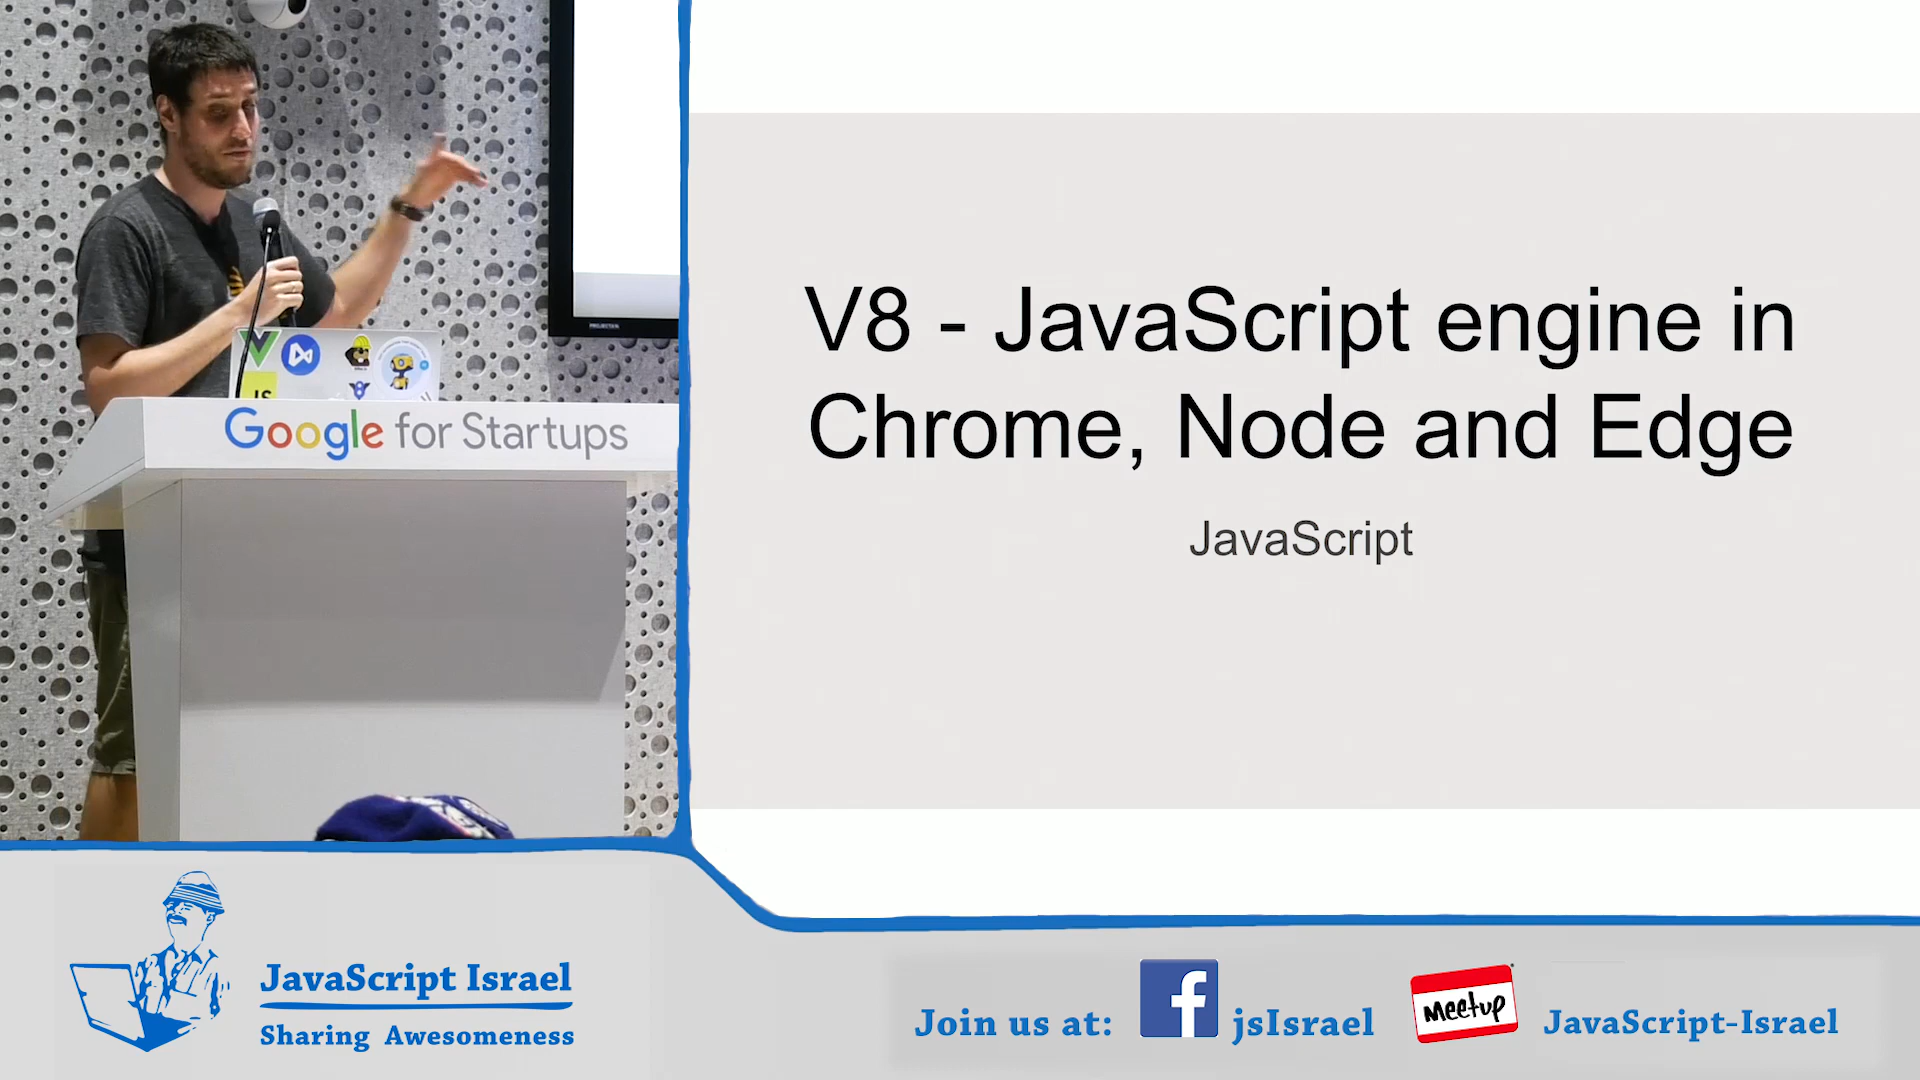 V8 - JavaScript engine in
Chrome, Node and Edge
JavaScript
JS
Google for Startups
JavaScript Israel
Sharing Awesomeness
Join us at:
f
jsIsrael
Meetup
JavaScript-Israel